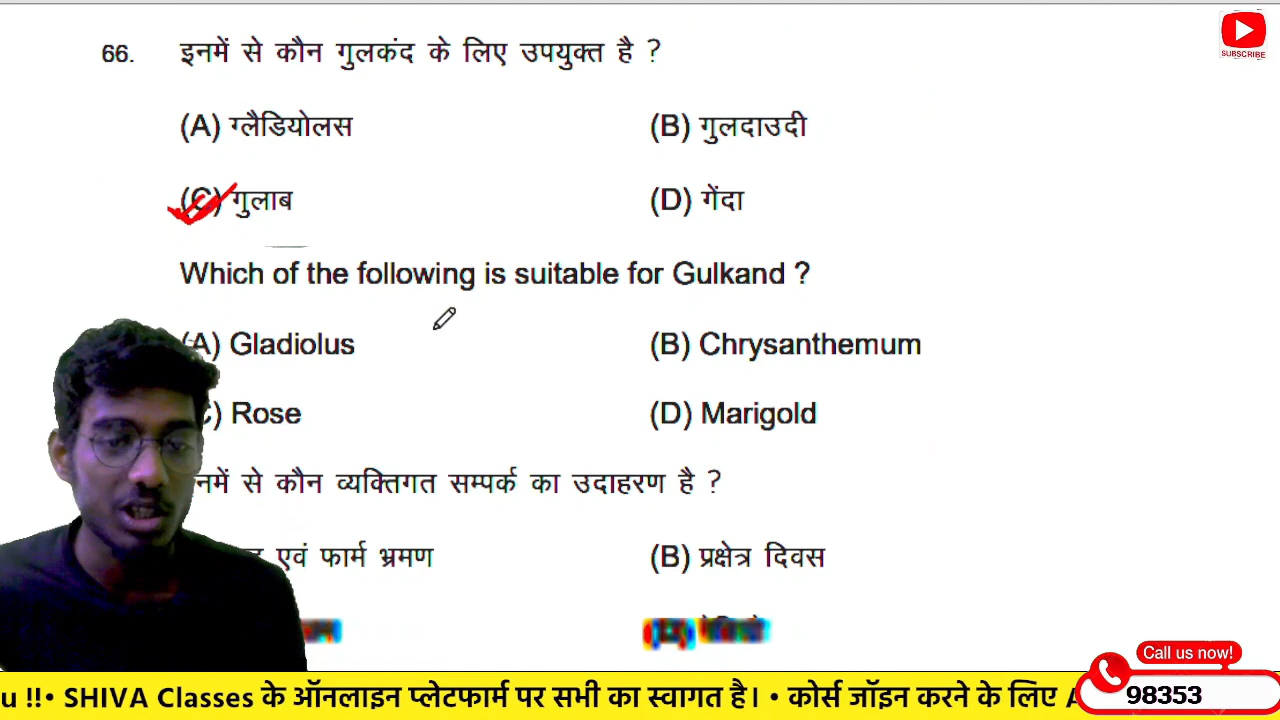 SUBSCRIBE
66. इनमें से कौन गुलकंद के लिए उपयुक्त है ?
(A) ग्लैडियोलस (B) गुलदाउदी
(C) गुलाब (D) गेंदा
Which of the following is suitable for Gulkand ?
(A) Gladiolus (B) Chrysanthemum
C) Rose (D) Marigold
में से कौन व्यक्तिगत सम्पर्क का उदाहरण है ?
एवं फार्म भ्रमण (B) प्रक्षेत्र दिवस
Call us now!
u !!• SHIVA Classes के ऑनलाइन प्लेटफार्म पर सभी का स्वागत है। • कोर्स जॉइन करने के लिए A
98353